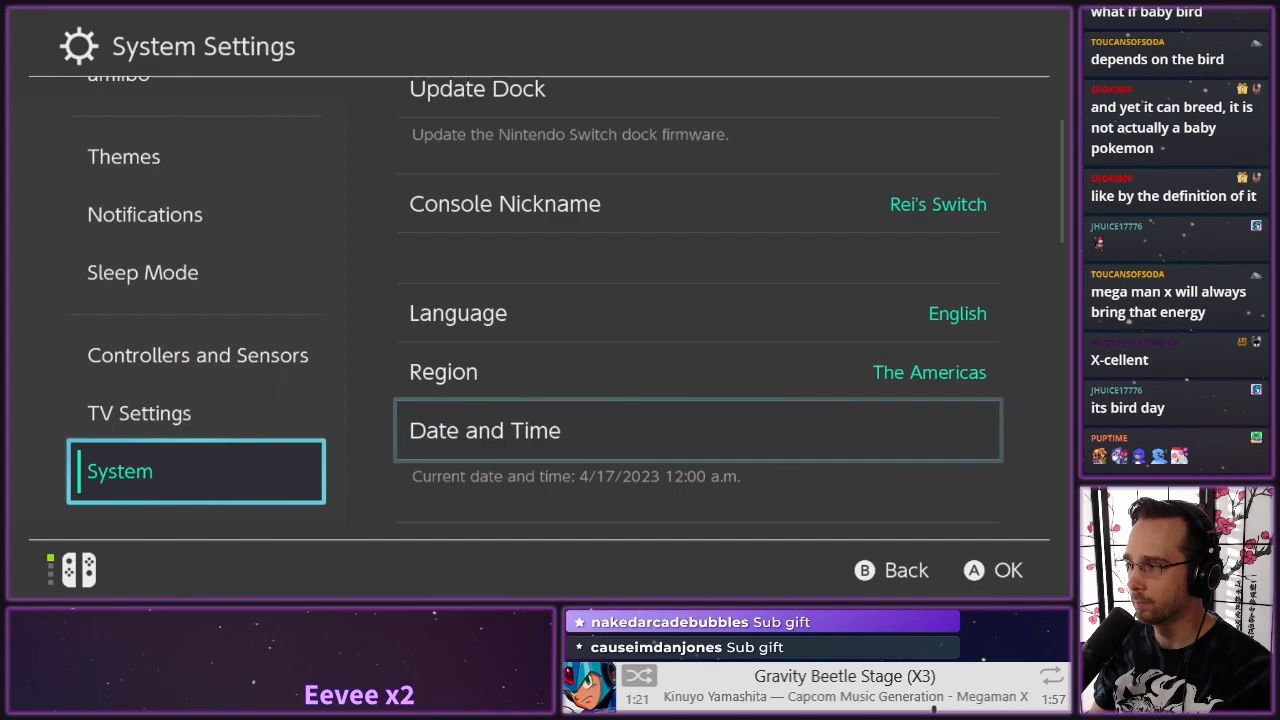 System Settings
Themes
Notifications
Sleep Mode
Controllers and Sensors
TV Settings
System
Update Dock
Update the Nintendo Switch dock firmware.
Console Nickname
Rei's Switch
Language
English
Region
The Americas
Date and Time
Current date and time: 4/17/2023 12:00 a.m.
B Back
A OK
what if baby bird
TOUCANSOFSODA
depends on the bird
and yet it can breed, it is
not actually a baby
pokemon
like by the definition of it
JHUICE17776
TOUCANSOFSODA
mega man x will always
bring that energy
X-cellent
JHUICE17776
its bird day
PUPTIME
Eevee x2
nakedarcadebubbles Sub gift
causeimdanjones Sub gift
Gravity Beetle Stage (X3)
1:21
Kinuyo Yamashita — Capcom Music Generation - Megaman X
1:57